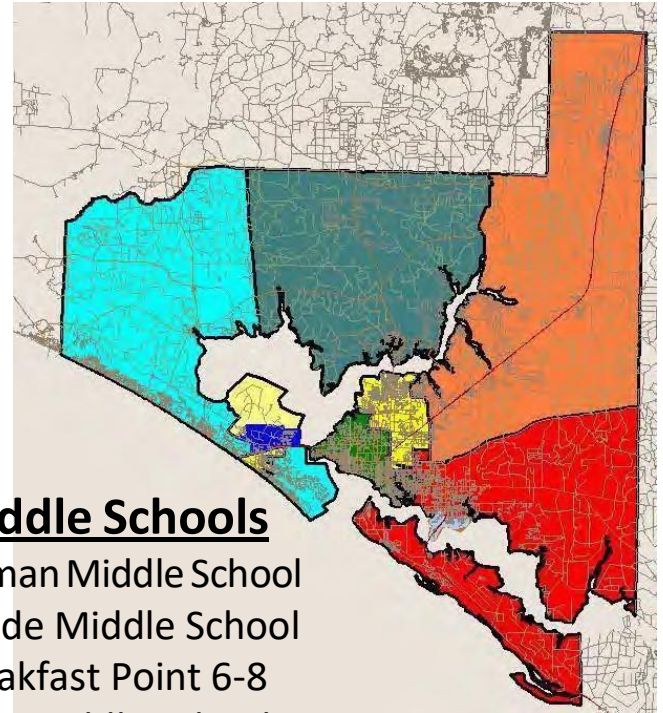 ddle Schools
man Middle School
de Middle School
akfast Point 6-8